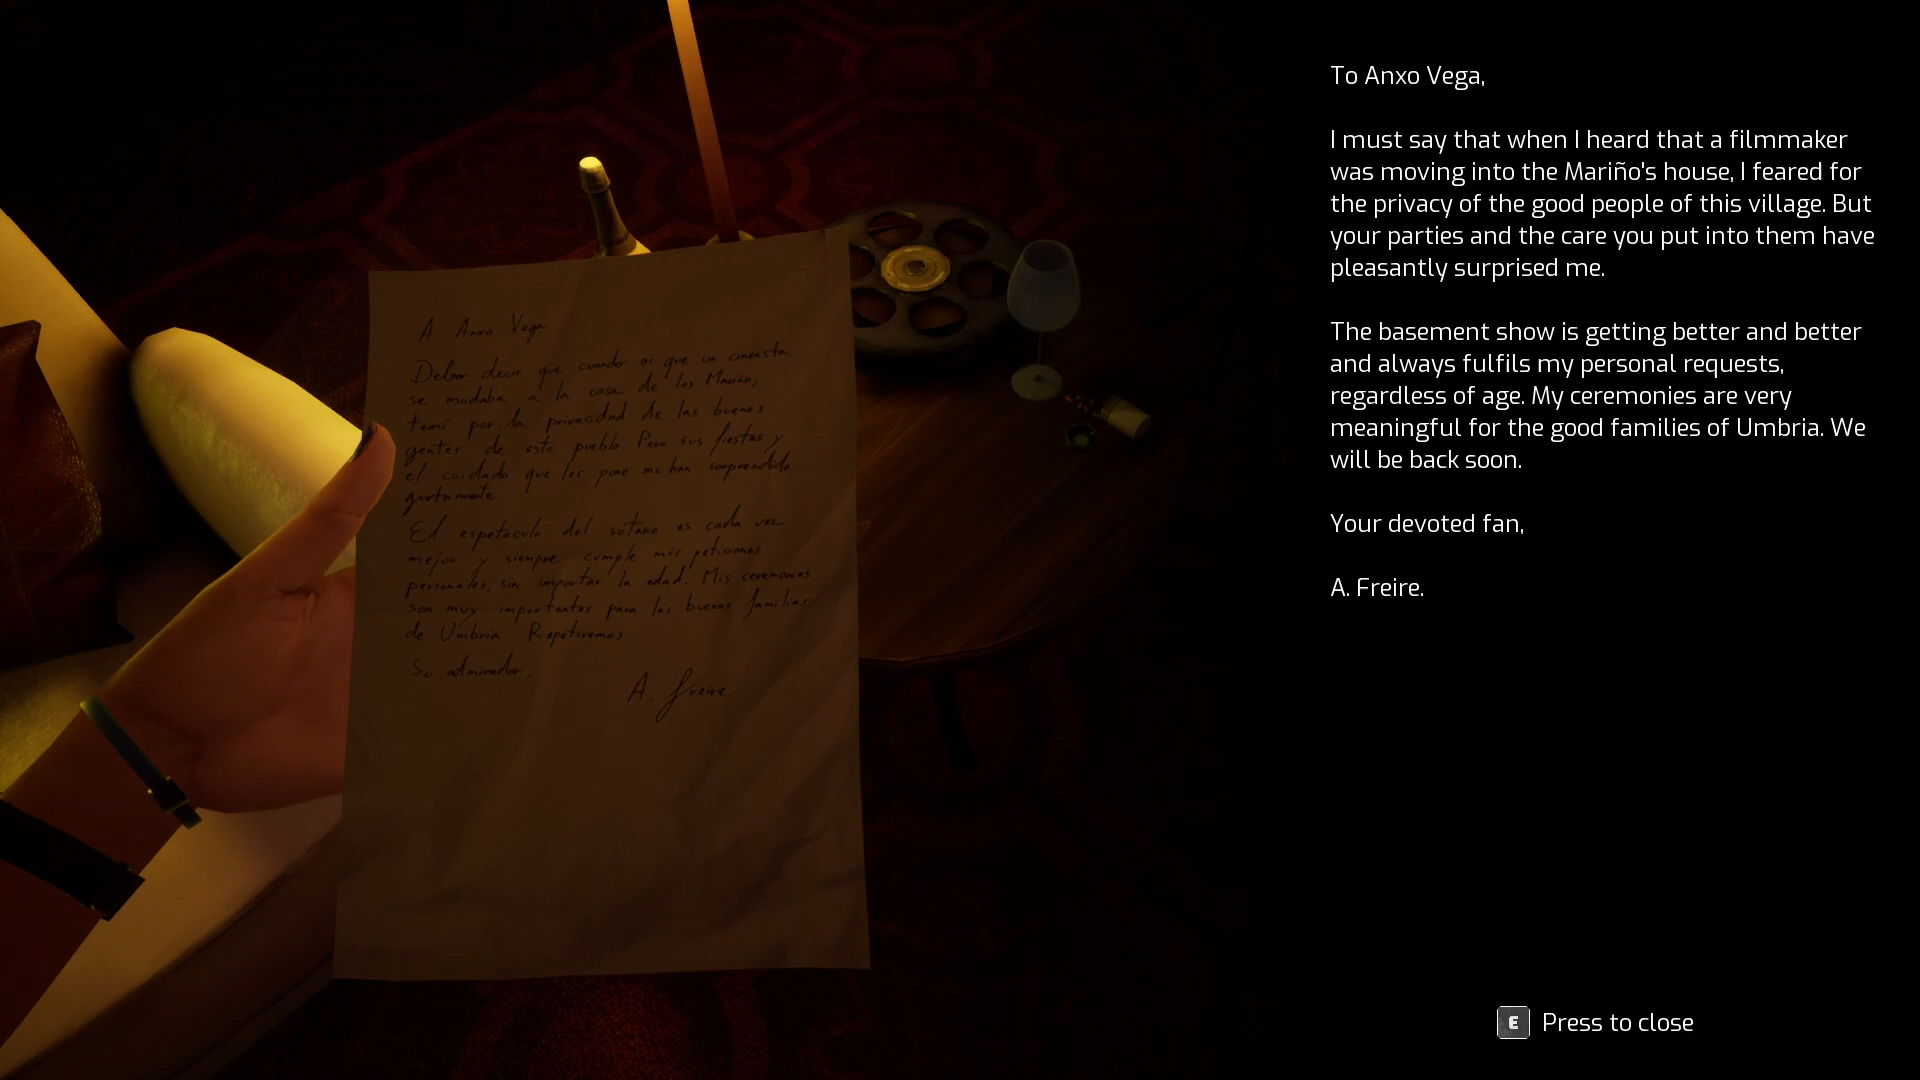 A Anxo Vega
Debo decir que cuando oí que un cineasta
se mudaba a la casa de los Mariño,
temí por la privacidad de las buenas
gentes de este pueblo. Pero sus fiestas y
el cuidado que les pone me han sorprendido
gratamente.
El espetáculo del sótano es cada vez
mejor y siempre cumple mis peticiones
personales, sin importar la edad. Mis ceremonias
son muy importantes para las buenas familias
de Umbría Repetiremos
Su admirador,
A. Freire
To Anxo Vega,
I must say that when I heard that a filmmaker
was moving into the Mariño's house, I feared for
the privacy of the good people of this village. But
your parties and the care you put into them have
pleasantly surprised me.
The basement show is getting better and better
and always fulfils my personal requests,
regardless of age. My ceremonies are very
meaningful for the good families of Umbria. We
will be back soon.
Your devoted fan,
A. Freire.
E Press to close